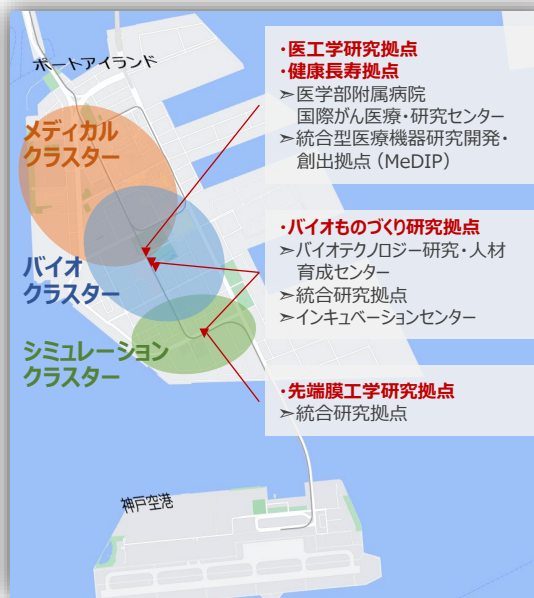 ポートアイランド
メディカル
クラスター
バイオ
クラスター
シミュレーション
クラスター
神戸空港
・医工学研究拠点
・健康長寿拠点
➢医学部附属病院
国際がん医療・研究センター
➢統合型医療機器研究開発・
創出拠点 (MeDIP)
・バイオものづくり研究拠点
➢バイオテクノロジー研究・人材
育成センター
➢統合研究拠点
➢インキュベーションセンター
・先端膜工学研究拠点
➢統合研究拠点